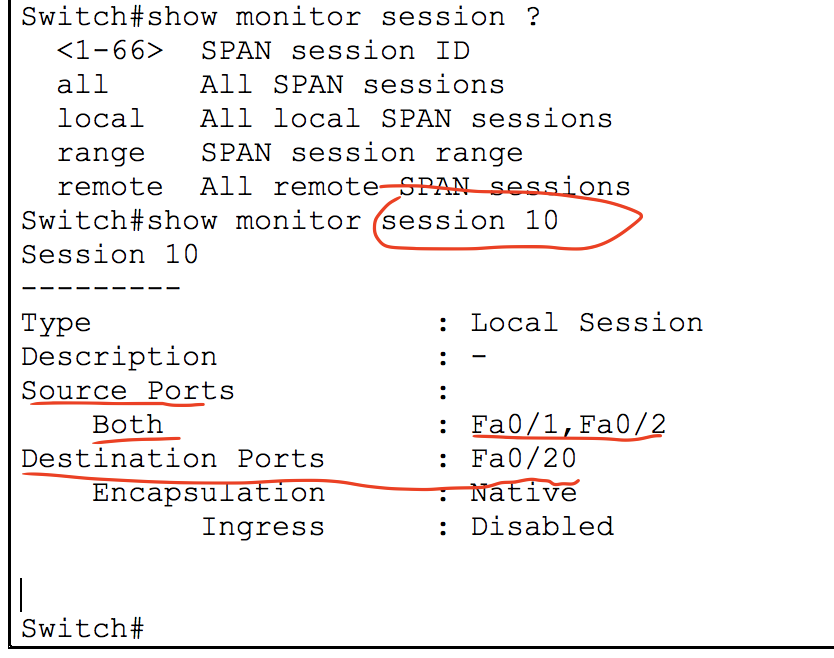 Switch#show monitor session ?
<1-66> SPAN session ID
all All SPAN sessions
local All local SPAN sessions
range SPAN session range
remote All remote SPAN sessions
Switch#show monitor session 10
Session 10
---------
Type : Local Session
Description : -
Source Ports :
Both : Fa0/1,Fa0/2
Destination Ports : Fa0/20
Encapsulation : Native
Ingress : Disabled
Switch#